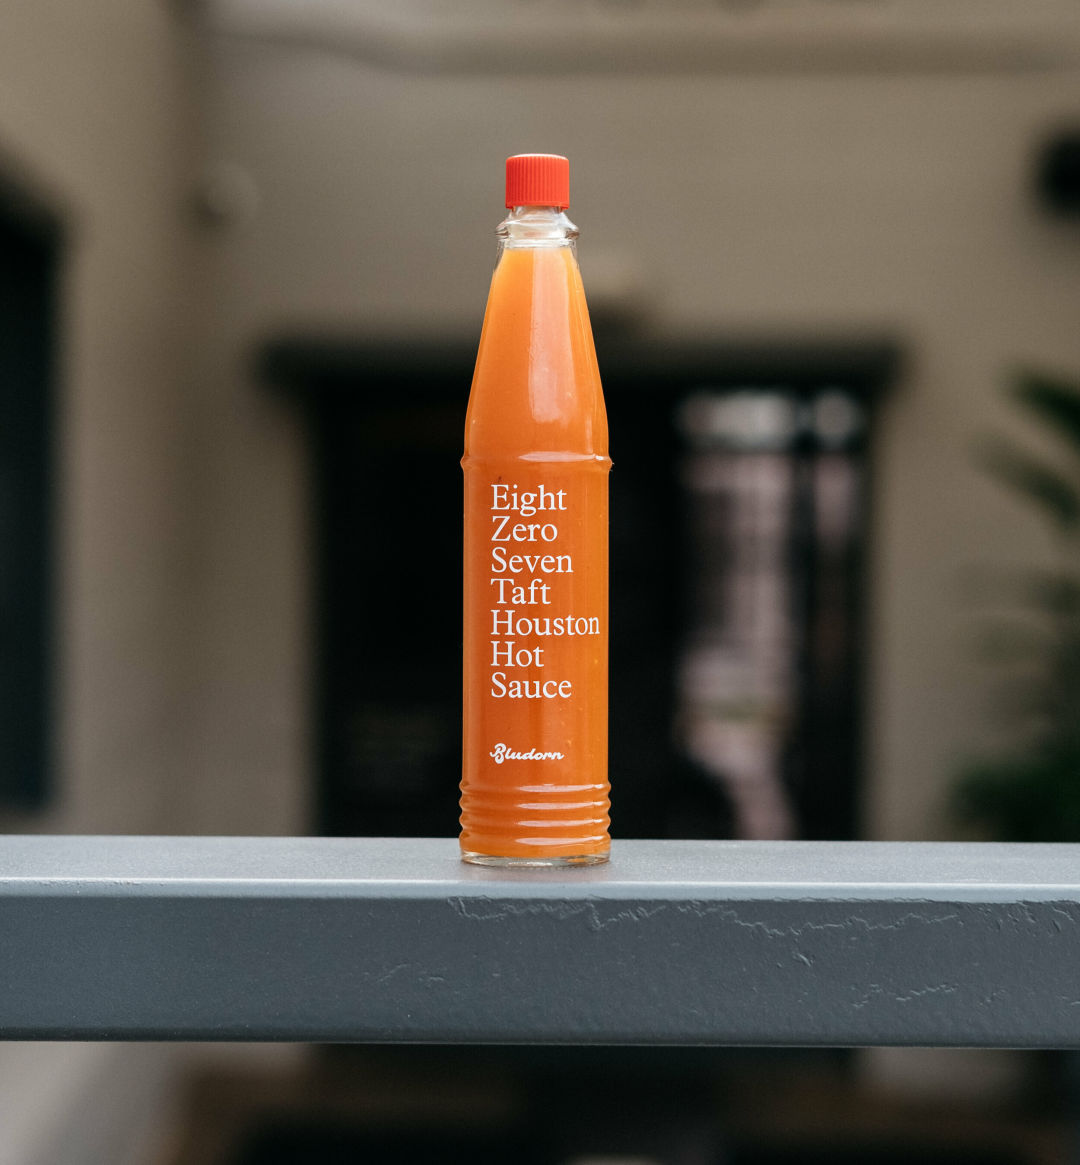 Eight
Zero
Seven
Taft
Houston
Hot
Sauce
Bludorn